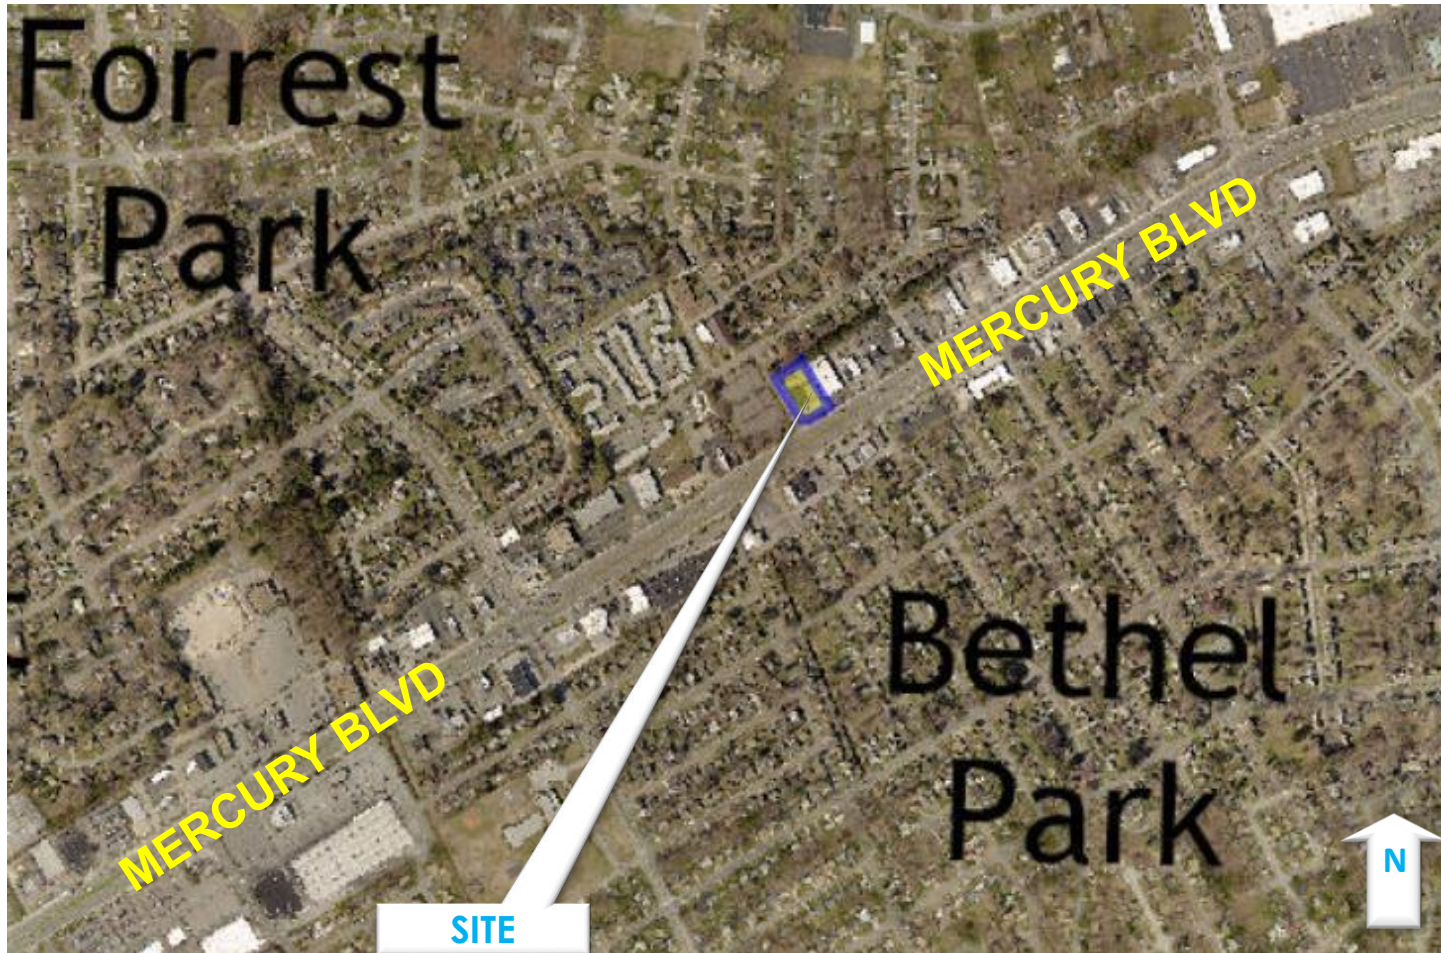 Forrest
Park
MERCURY BLVD
Bethel
Park
MERCURY BLVD
N
SITE